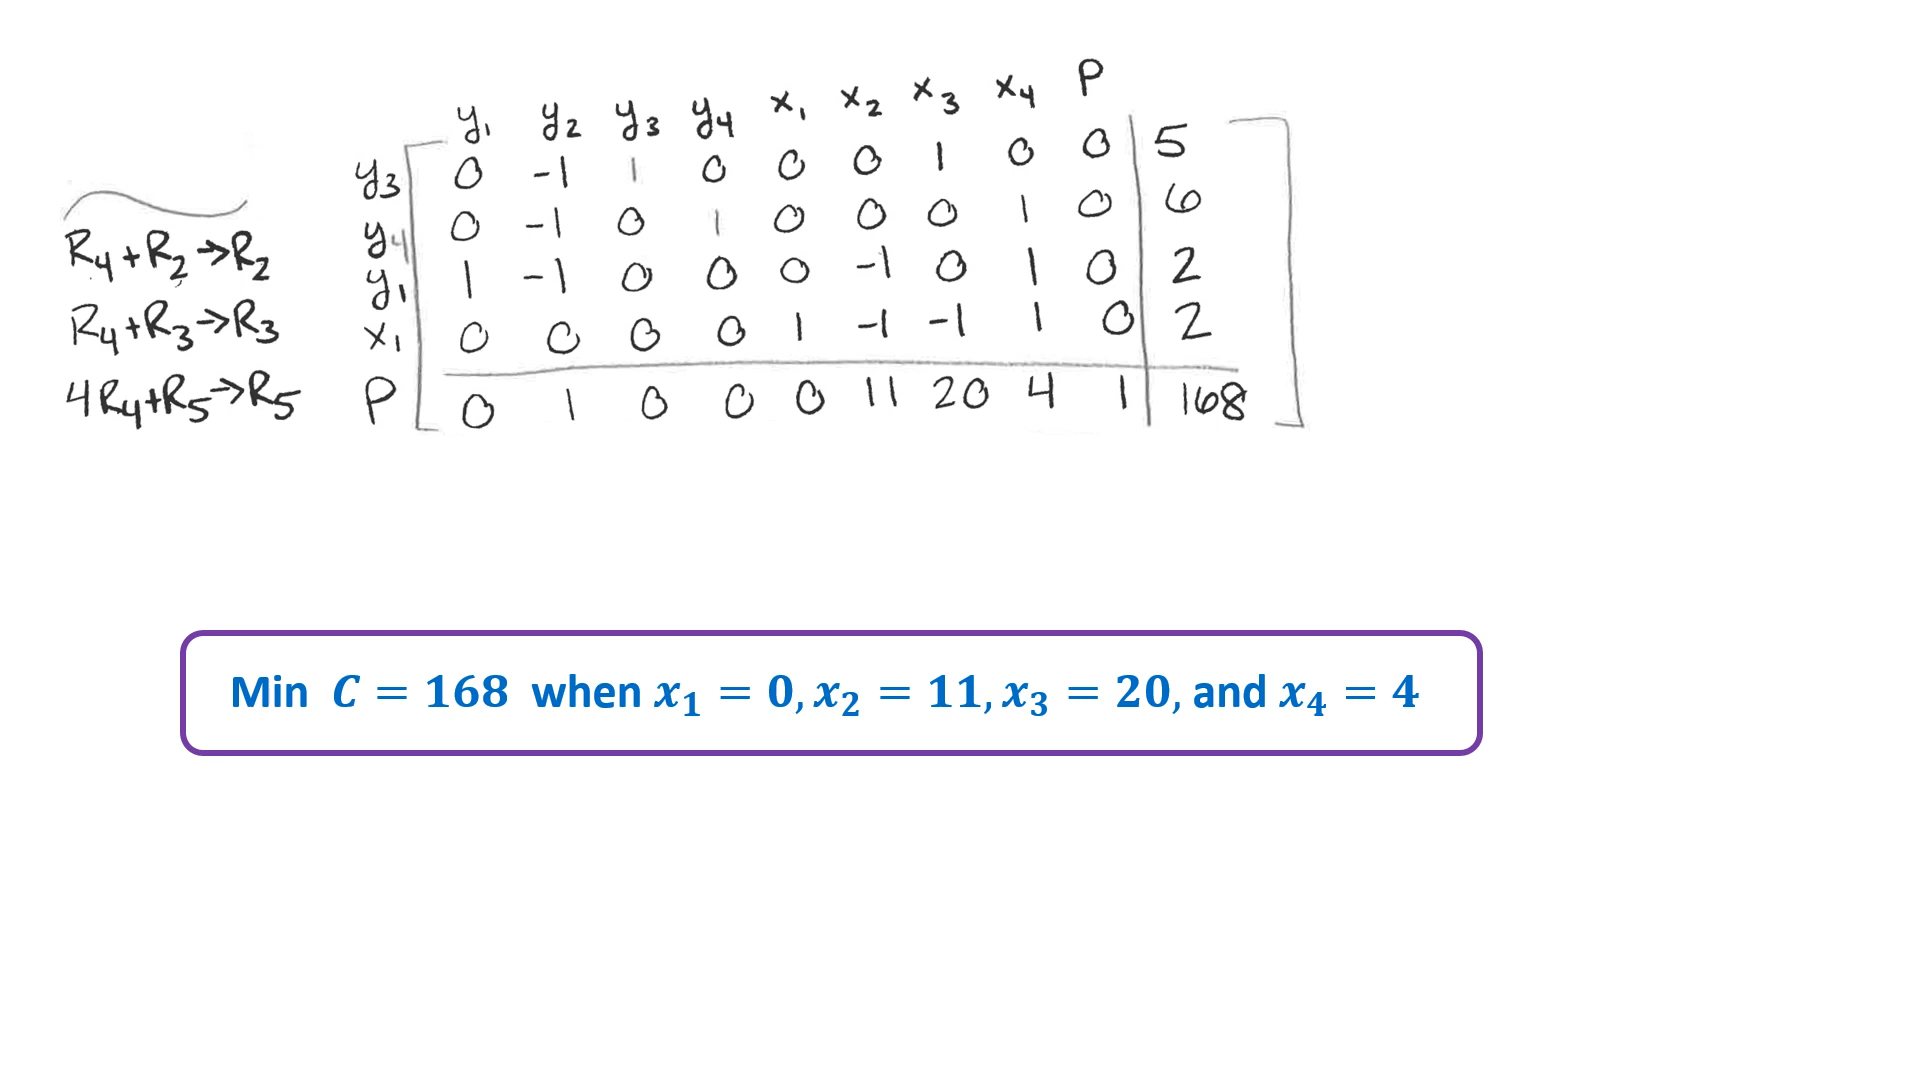 y₁ y₂ y₃ y₄ x₁ x₂ x₃ x₄ P
y₃ 0 -1 1 0 0 0 1 0 0 | 5
R₄+R₂→R₂ y₄ 0 -1 0 1 0 0 0 1 0 | 6
y₁ 1 -1 0 0 0 -1 0 1 0 | 2
R₄+R₃→R₃ x₁ 0 0 0 0 1 -1 -1 1 0 | 2
4R₄+R₅→R₅ P 0 1 0 0 0 11 20 4 1 | 168
Min C = 168 when x₁ = 0, x₂ = 11, x₃ = 20, and x₄ = 4